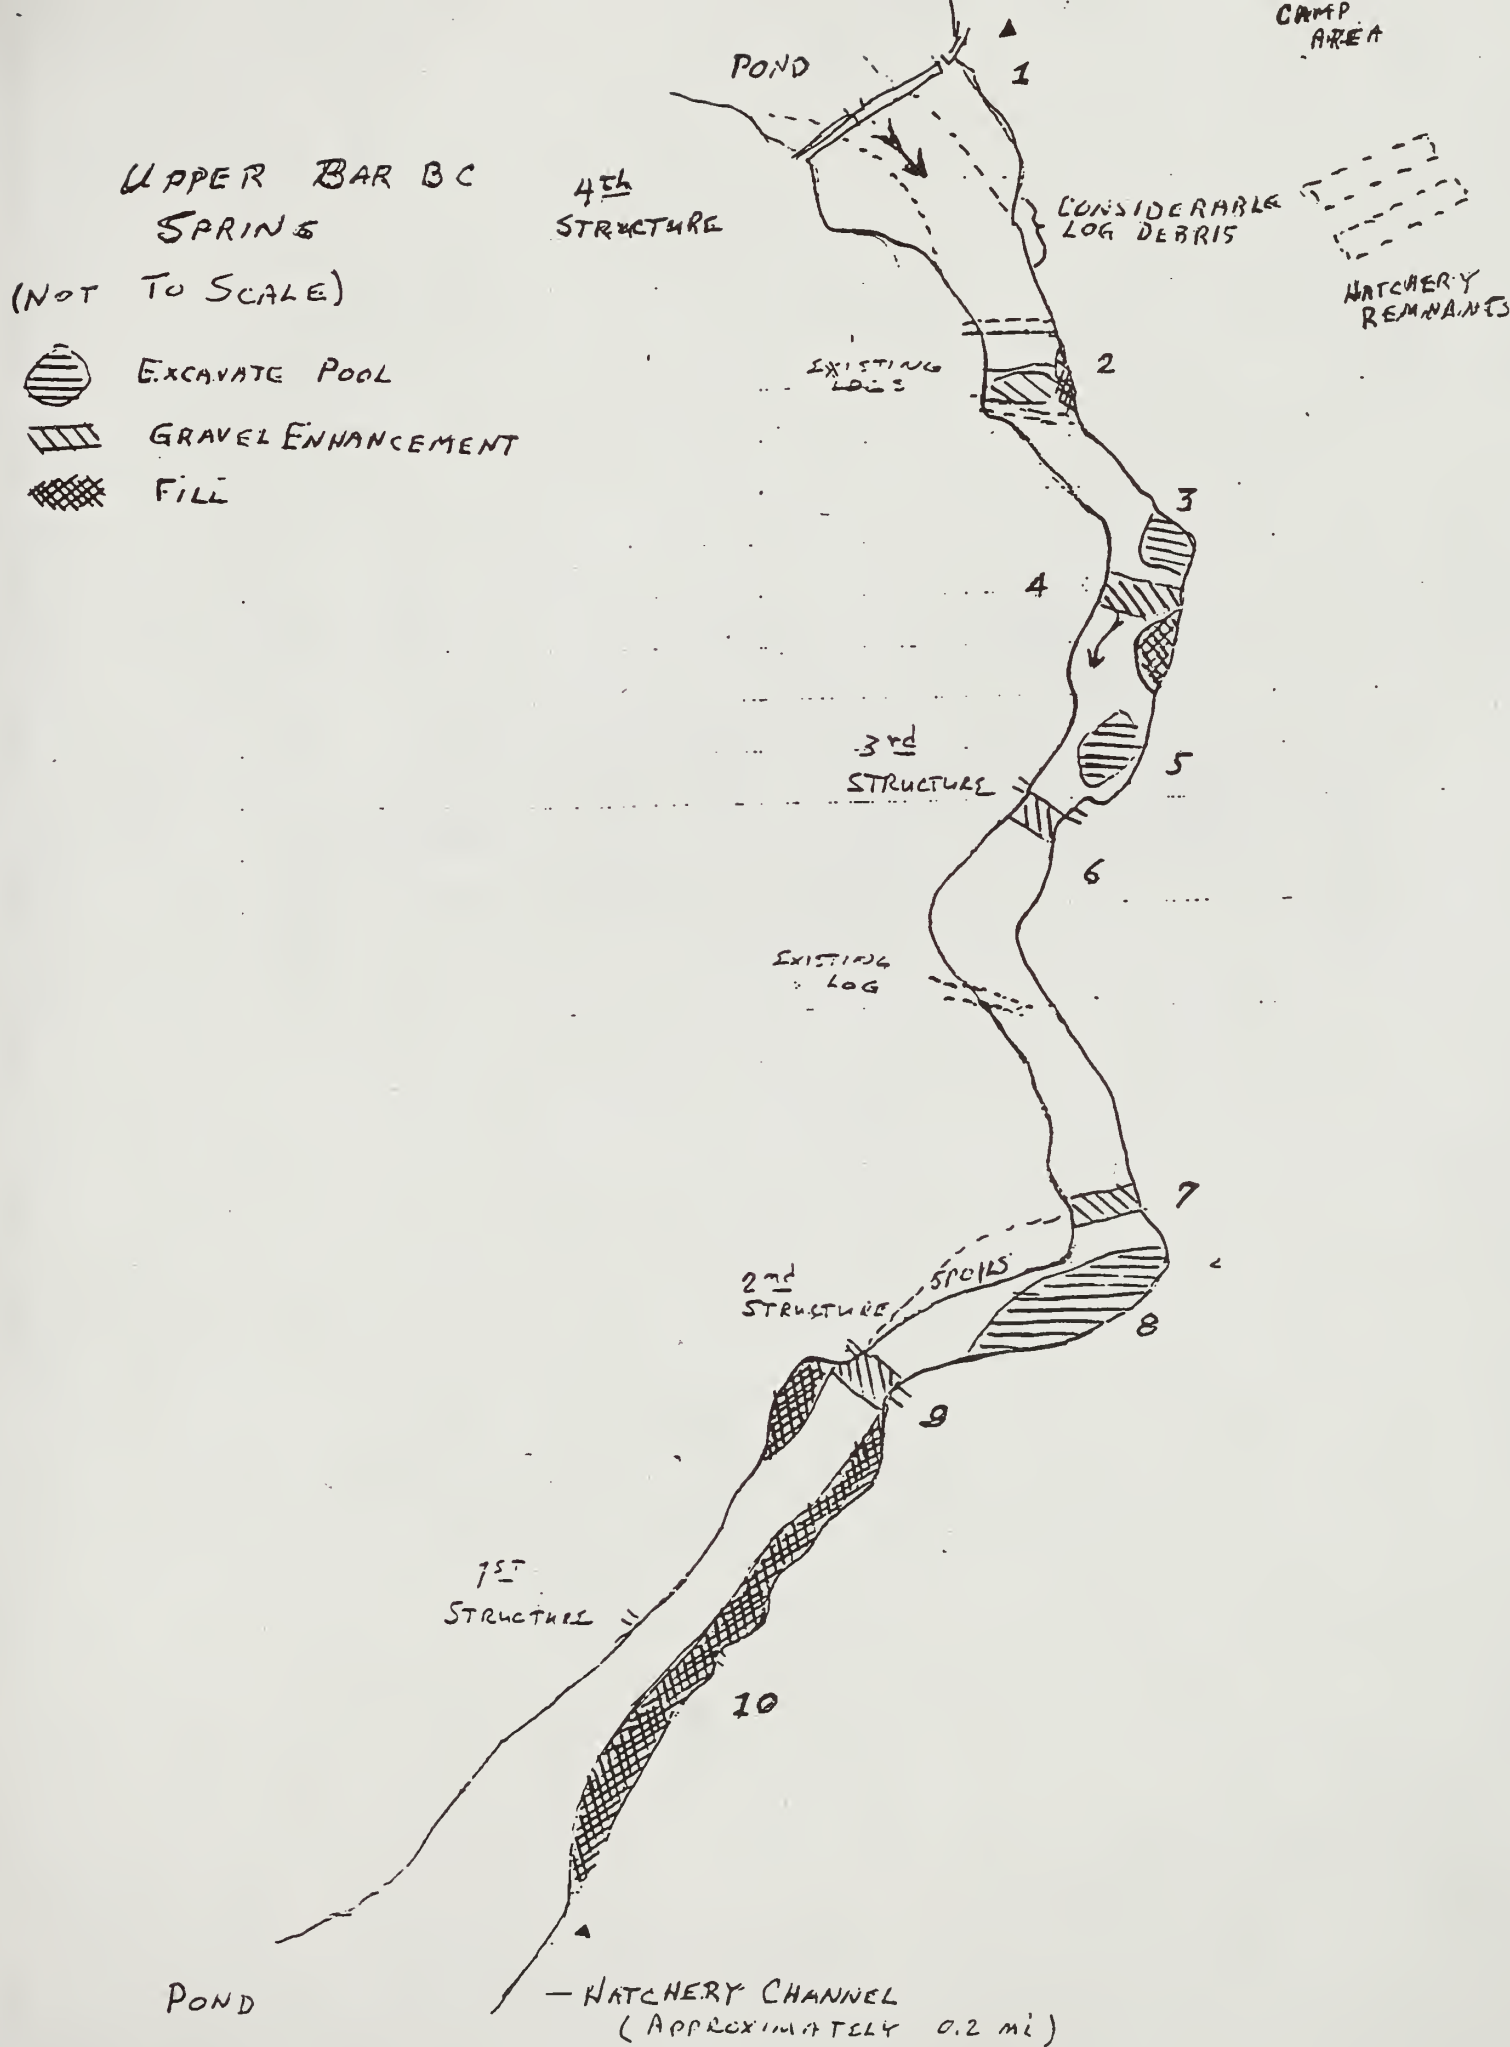 CAMP
AREA
POND
1
UPPER BAR BC
SPRING
(NOT TO SCALE)
4th
STRUCTURE
CONSIDERABLE
LOG DEBRIS
HATCHERY
REMNANTS
EXCAVATE POOL
GRAVEL ENHANCEMENT
FILL
EXISTING
LOGS
2
3
4
3rd
STRUCTURE
5
6
EXISTING
LOG
7
SPOILS
2nd
STRUCTURE
8
9
1ST
STRUCTURE
10
POND
— HATCHERY CHANNEL
(APPROXIMATELY 0.2 mi)